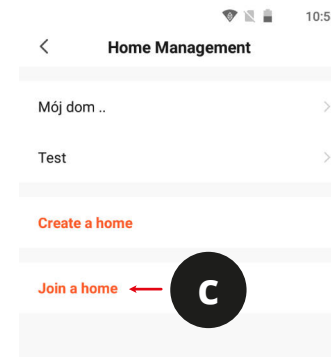 10:5
Home Management
Mój dom ..
Test
Create a home
Join a home
C